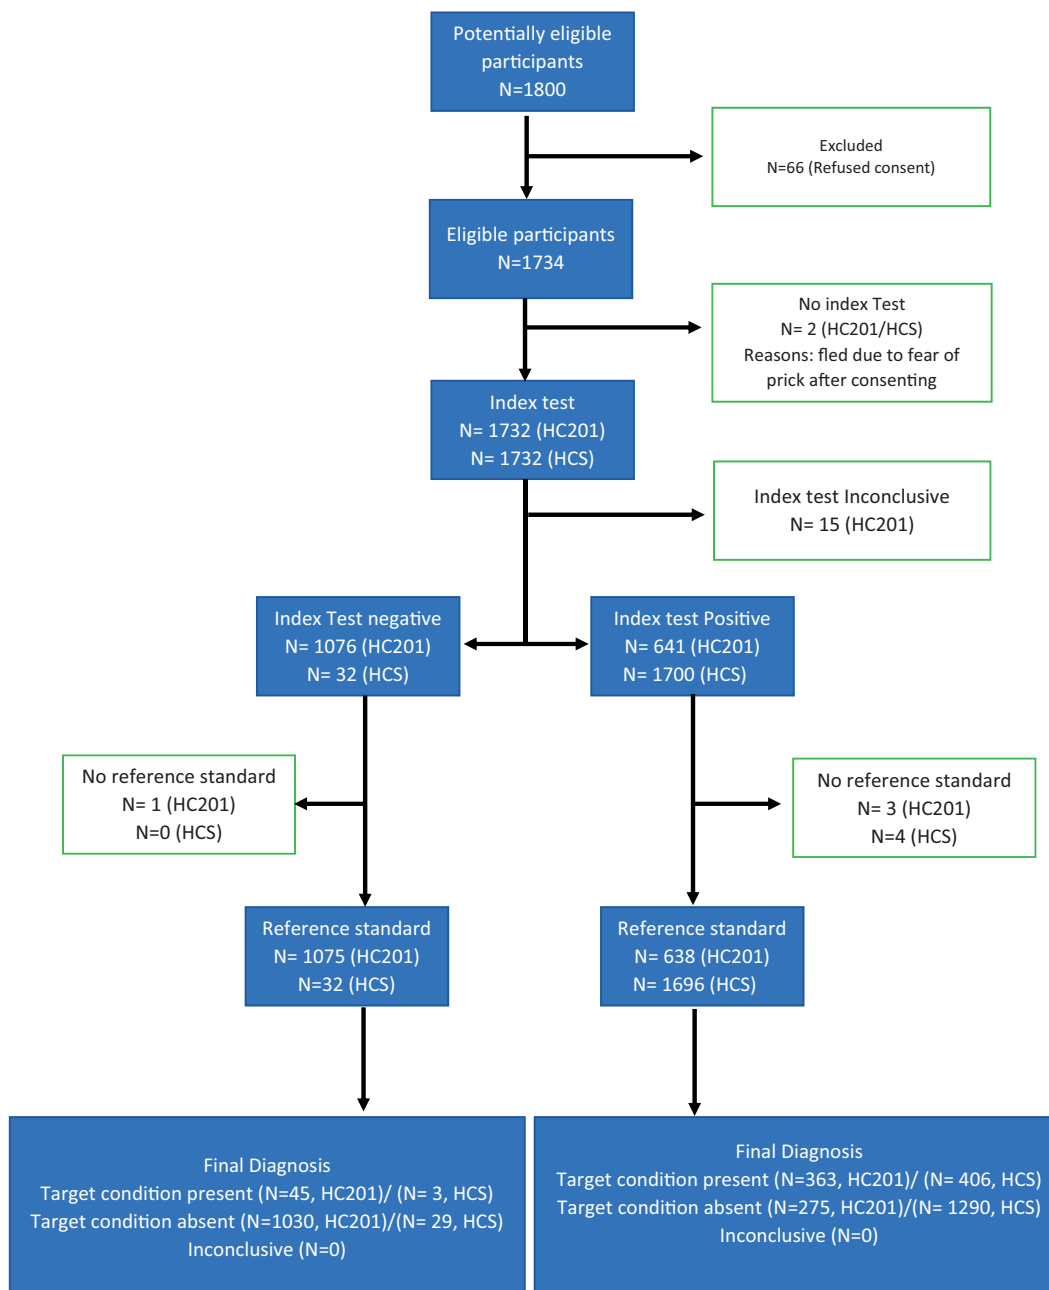 Potentially eligible
participants
N=1800
Excluded
N=66 (Refused consent)
Eligible participants
N=1734
No index Test
N= 2 (HC201/HCS)
Reasons: fled due to fear of
prick after consenting
Index test
N= 1732 (HC201)
N= 1732 (HCS)
Index test Inconclusive
N= 15 (HC201)
Index Test negative
N= 1076 (HC201)
N= 32 (HCS)
Index test Positive
N= 641 (HC201)
N= 1700 (HCS)
No reference standard
N= 1 (HC201)
N=0 (HCS)
No reference standard
N= 3 (HC201)
N=4 (HCS)
Reference standard
N= 1075 (HC201)
N=32 (HCS)
Reference standard
N= 638 (HC201)
N= 1696 (HCS)
Final Diagnosis
Target condition present (N=45, HC201)/ (N= 3, HCS)
Target condition absent (N=1030, HC201)/(N= 29, HCS)
Inconclusive (N=0)
Final Diagnosis
Target condition present (N=363, HC201)/ (N= 406, HCS)
Target condition absent (N=275, HC201)/(N= 1290, HCS)
Inconclusive (N=0)